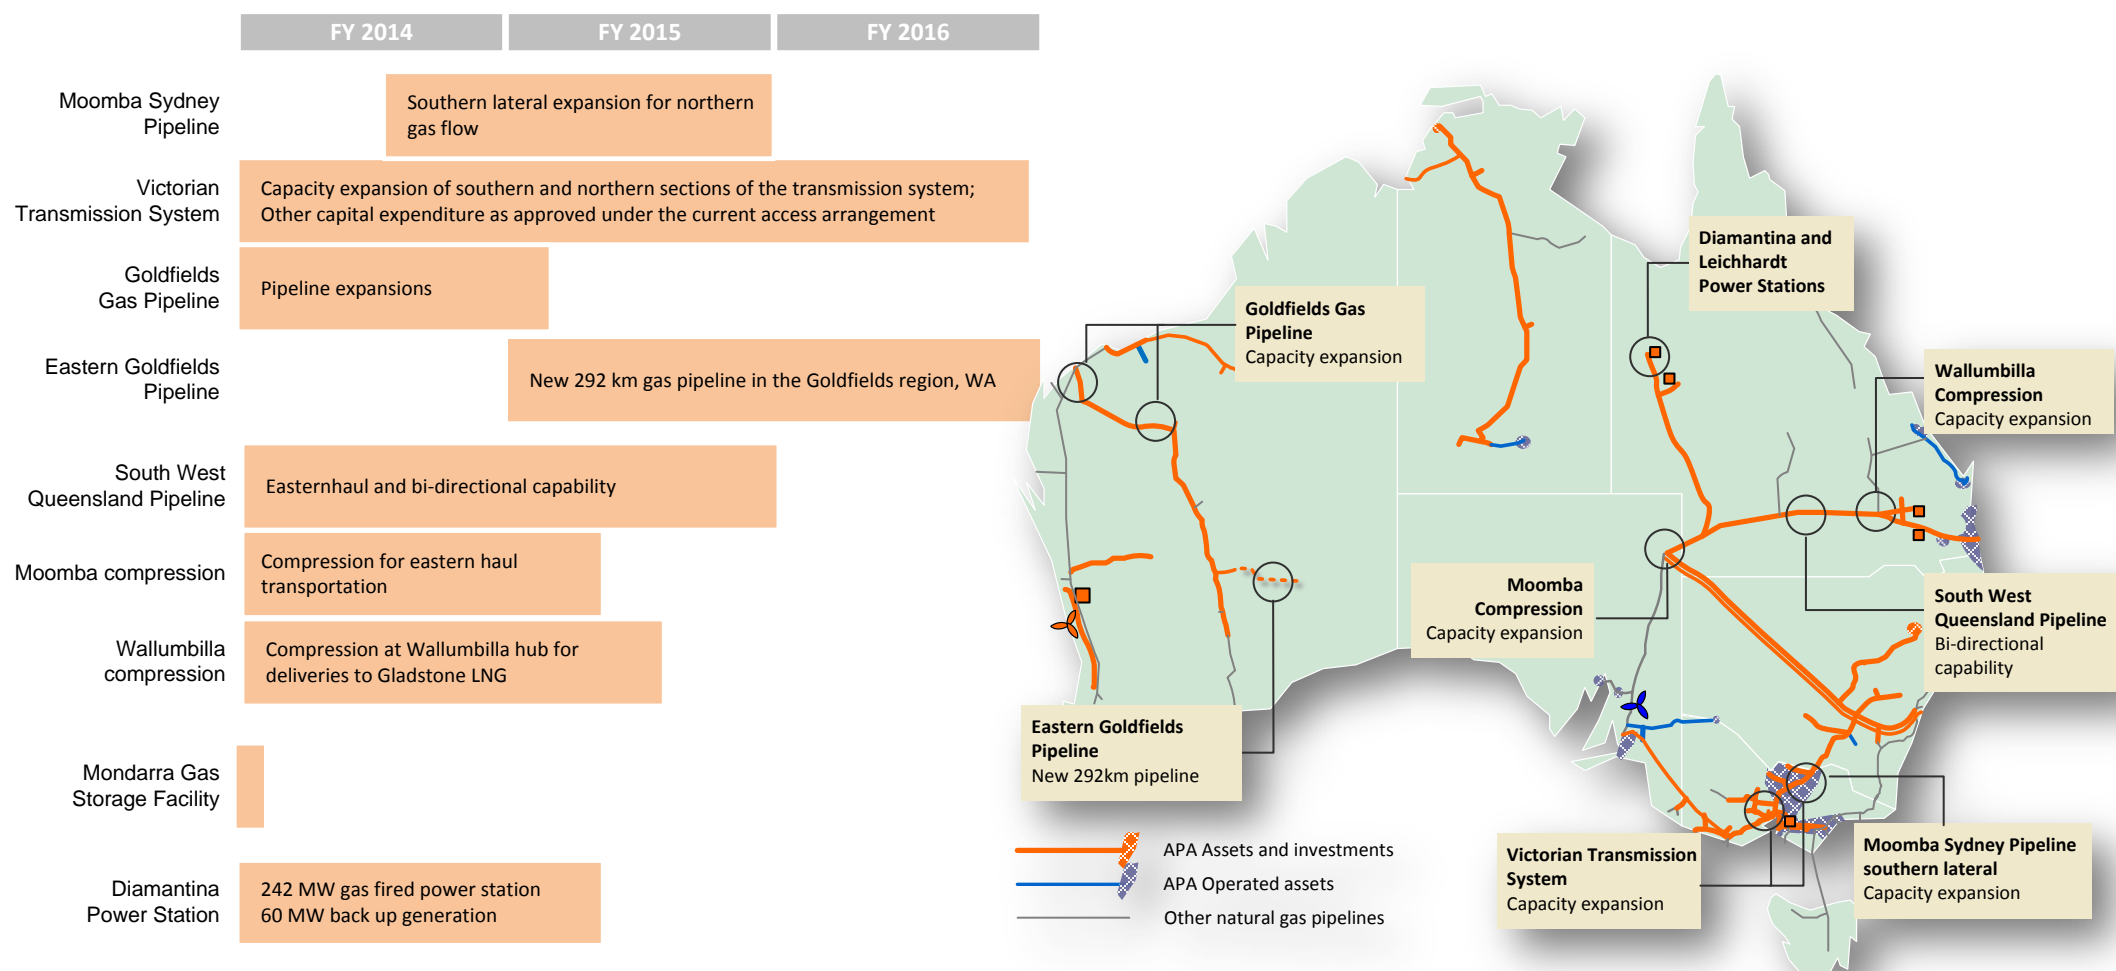 FY 2014
FY 2015
FY 2016
Moomba Sydney
Pipeline
Southern lateral expansion for northern
gas flow
Victorian
Transmission System
Capacity expansion of southern and northern sections of the transmission system;
Other capital expenditure as approved under the current access arrangement
Goldfields
Gas Pipeline
Pipeline expansions
Eastern Goldfields
Pipeline
New 292 km gas pipeline in the Goldfields region, WA
South West
Queensland Pipeline
Easternhaul and bi-directional capability
Moomba compression
Compression for eastern haul
transportation
Wallumbilla
compression
Compression at Wallumbilla hub for
deliveries to Gladstone LNG
Mondarra Gas
Storage Facility
Diamantina
Power Station
242 MW gas fired power station
60 MW back up generation
Diamantina and
Leichhardt
Power Stations
Goldfields Gas
Pipeline
Capacity expansion
Wallumbilla
Compression
Capacity expansion
Moomba
Compression
Capacity expansion
South West
Queensland Pipeline
Bi-directional
capability
Eastern Goldfields
Pipeline
New 292km pipeline
Victorian Transmission
System
Capacity expansion
Moomba Sydney Pipeline
southern lateral
Capacity expansion
APA Assets and investments
APA Operated assets
Other natural gas pipelines